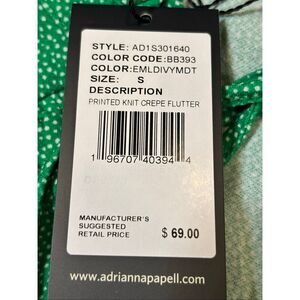 STYLE: AD1S301640
COLOR CODE:BB393
COLOR:EMLDIVYMDT
SIZE: S
DESCRIPTION
PRINTED KNIT CREPE FLUTTER
1 96707 40394 4
MANUFACTURER'S
SUGGESTED
RETAIL PRICE $ 69.00
www.adriannapapell.com